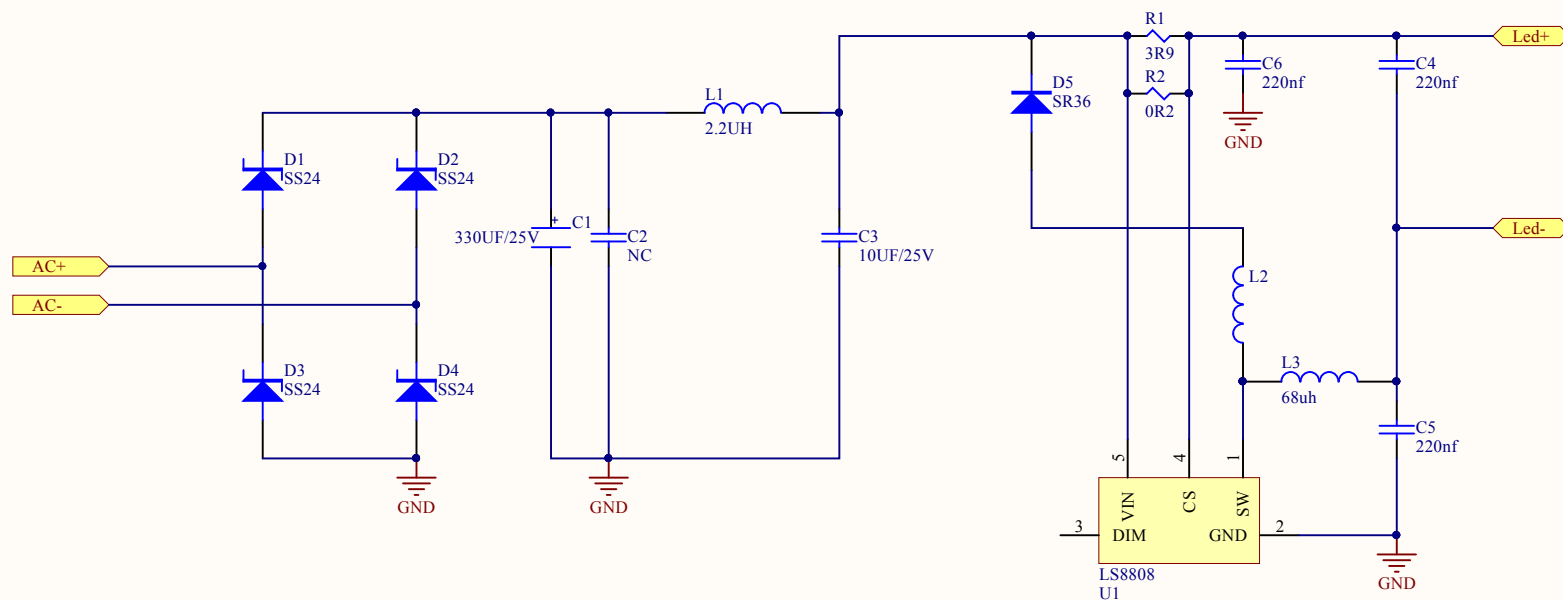 R1
3R9
R2
0R2
Led+
C6
220nf
C4
220nf
D5
SR36
GND
L1
2.2UH
D1
SS24
D2
SS24
C1
330UF/25V
C2
NC
C3
10UF/25V
Led-
AC+
AC-
L2
D3
SS24
D4
SS24
L3
68uh
C5
220nf
GND
GND
5
4
1
VIN
CS
SW
3
DIM
GND
2
LS8808
U1
GND